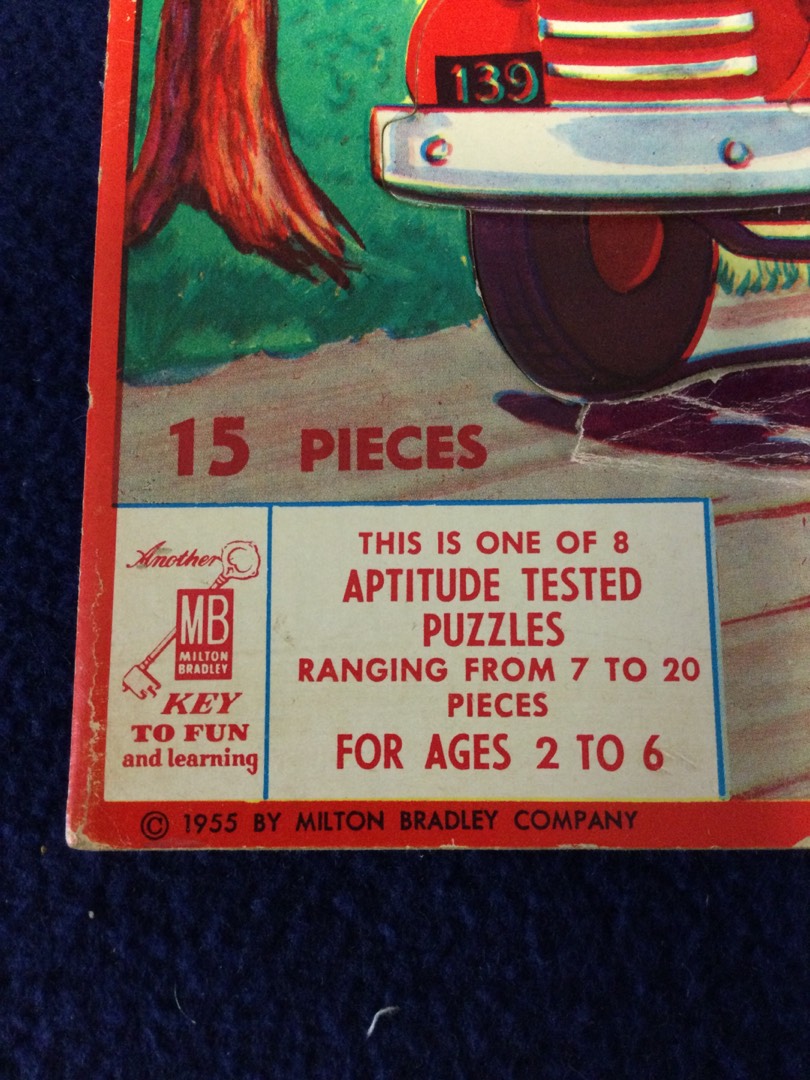 139
15 PIECES
Another
MB
MILTON
BRADLEY
KEY
TO FUN
and learning
THIS IS ONE OF 8
APTITUDE TESTED
PUZZLES
RANGING FROM 7 TO 20
PIECES
FOR AGES 2 TO 6
© 1955 BY MILTON BRADLEY COMPANY